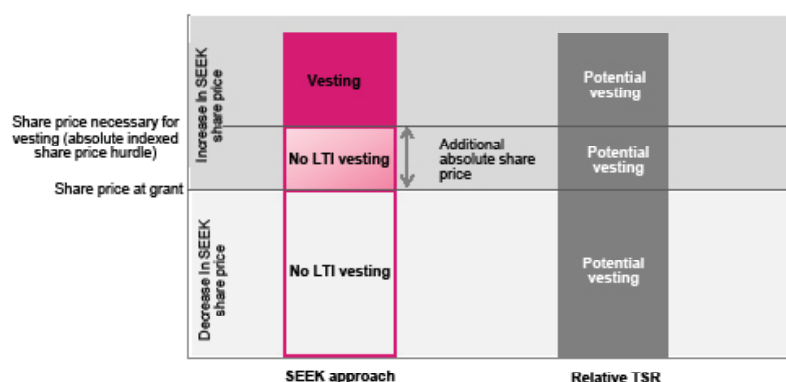 Increase in SEEK
share price
Vesting
Potential
vesting
Share price necessary for
vesting (absolute indexed
share price hurdle)
No LTI vesting
Additional
absolute share
price
Potential
vesting
Share price at grant
Decrease in SEEK
share price
No LTI vesting
Potential
vesting
SEEK approach
Relative TSR